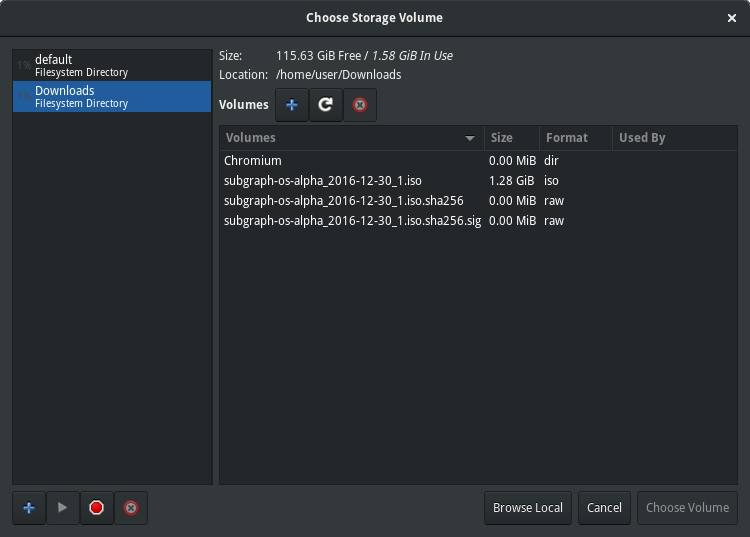 Choose Storage Volume
1% default
Filesystem Directory
Downloads
Filesystem Directory
Size: 115.63 GiB Free / 1.58 GiB In Use
Location: /home/user/Downloads
Volumes
Volumes Size Format Used By
Chromium 0.00 MiB dir
subgraph-os-alpha_2016-12-30_1.iso 1.28 GiB iso
subgraph-os-alpha_2016-12-30_1.iso.sha256 0.00 MiB raw
subgraph-os-alpha_2016-12-30_1.iso.sha256.sig 0.00 MiB raw
Browse Local Cancel Choose Volume